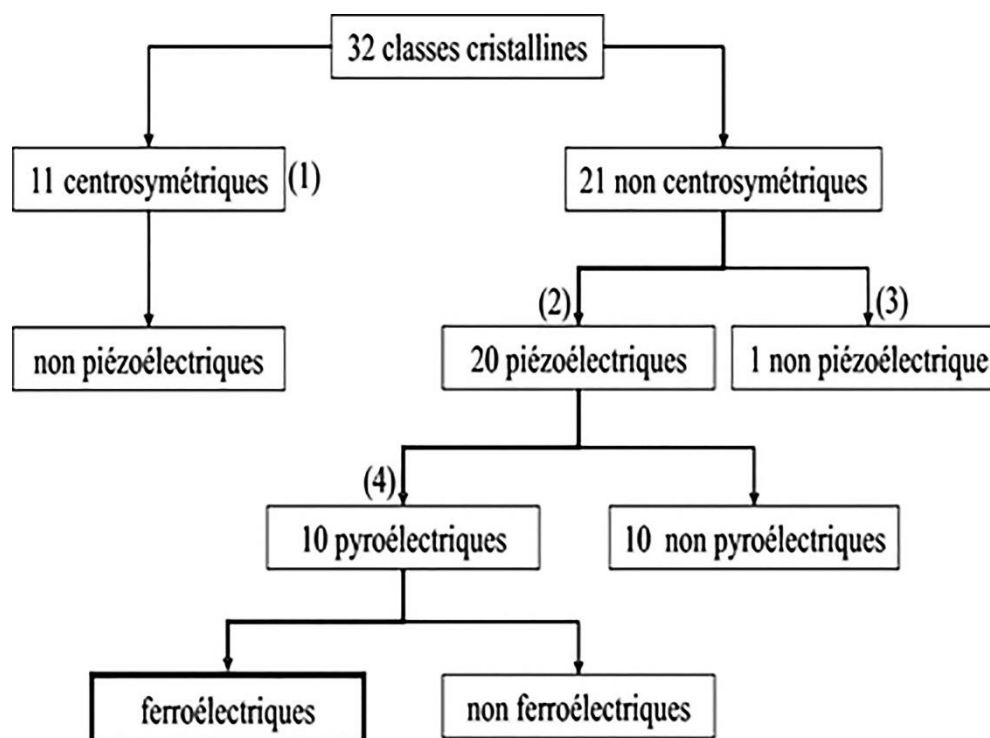 32 classes cristallines
11 centrosymétriques (1)
21 non centrosymétriques
(2)
(3)
non piézoélectriques
20 piézoélectriques
1 non piézoélectrique
(4)
10 pyroélectriques
10 non pyroélectriques
ferroélectriques
non ferroélectriques